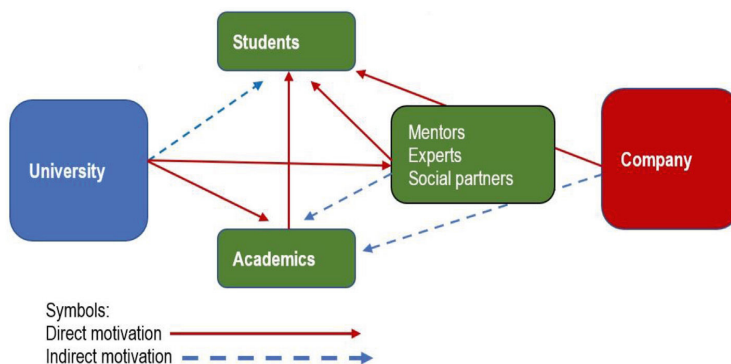 Students
University
Mentors
Experts
Social partners
Company
Academics
Symbols:
Direct motivation
Indirect motivation